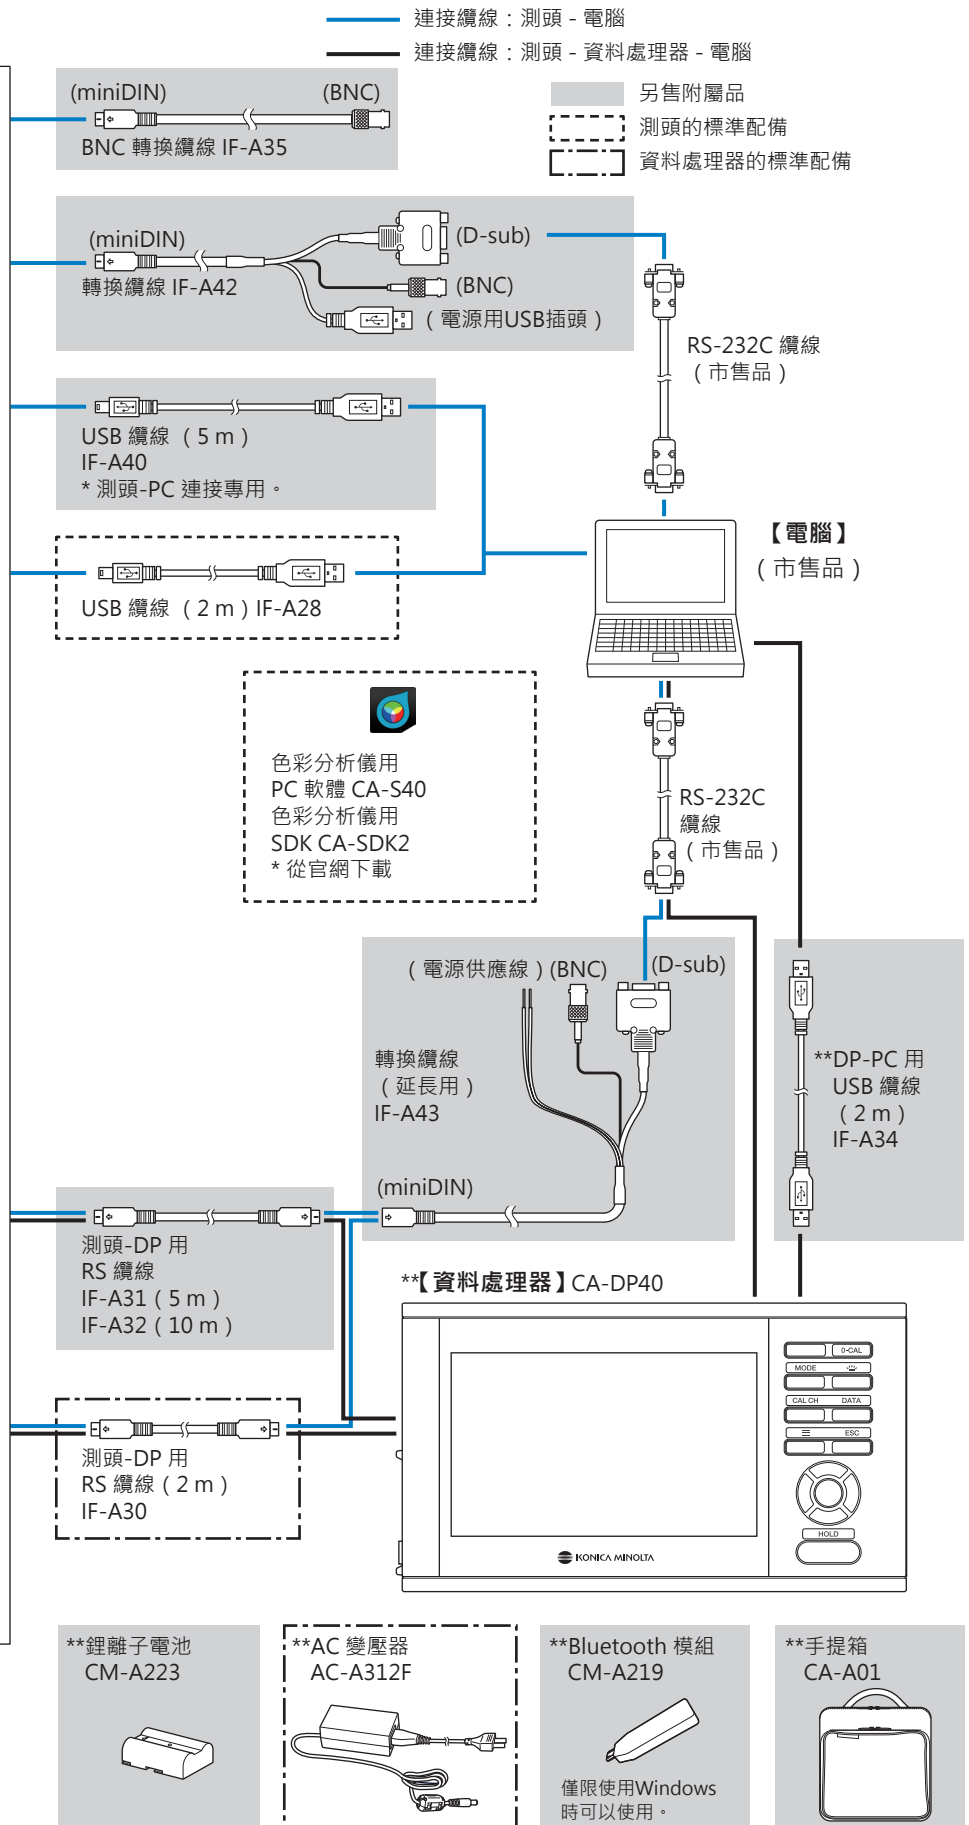 連接纜線：測頭 - 電腦
連接纜線：測頭 - 資料處理器 - 電腦
另售附屬品
測頭的標準配備
資料處理器的標準配備
(miniDIN)
(BNC)
BNC 轉換纜線 IF-A35
(miniDIN)
(D-sub)
轉換纜線 IF-A42
(BNC)
（電源用USB插頭）
RS-232C 纜線
（市售品）
USB 纜線 （5 m）
IF-A40
* 測頭-PC 連接專用。
【電腦】
（市售品）
USB 纜線 （2 m）IF-A28
色彩分析儀用
PC 軟體 CA-S40
色彩分析儀用
SDK CA-SDK2
* 從官網下載
RS-232C
纜線
（市售品）
（電源供應線）(BNC)
(D-sub)
轉換纜線
（延長用）
IF-A43
(miniDIN)
**DP-PC 用
USB 纜線
（2 m）
IF-A34
測頭-DP 用
RS 纜線
IF-A31（5 m）
IF-A32（10 m）
**【資料處理器】CA-DP40
0-CAL
MODE
CAL CH
DATA
ESC
HOLD
KONICA MINOLTA
測頭-DP 用
RS 纜線（2 m）
IF-A30
**鋰離子電池
CM-A223
**AC 變壓器
AC-A312F
**Bluetooth 模組
CM-A219
僅限使用Windows
時可以使用。
**手提箱
CA-A01